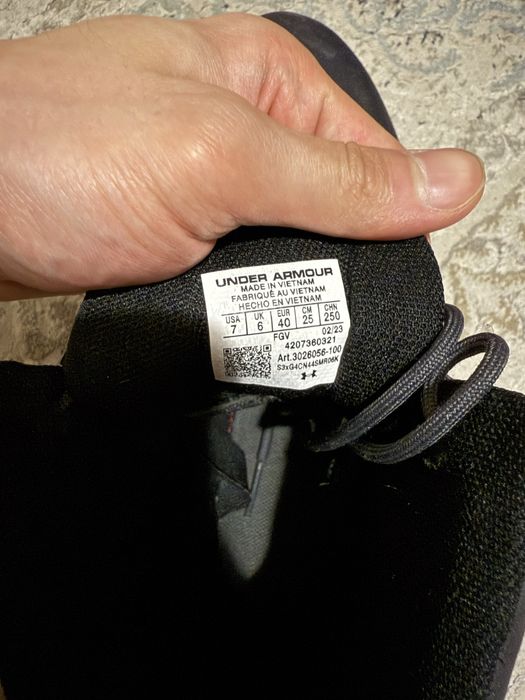 UNDER ARMOUR
MADE IN VIETNAM
FABRIQUÉ AU VIETNAM
HECHO EN VIETNAM
USA UK EUR CM CHN
7 6 40 25 250
FGV 02/23
4207360321
Art.3026056-100
S3xG4CN44SMR06K